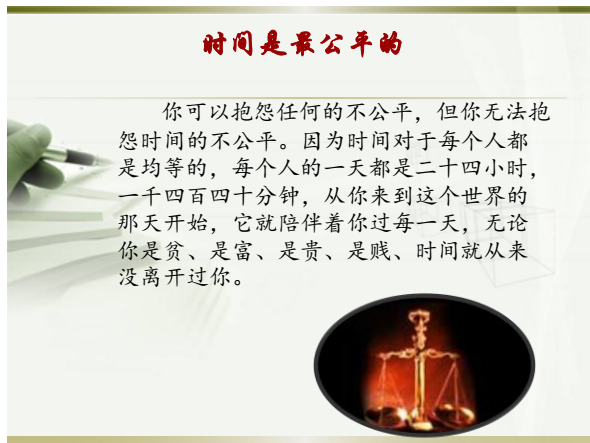 时间是最公平的
你可以抱怨任何的不公平，但你无法抱
怨时间的不公平。因为时间对于每个人都
是均等的，每个人的一天都是二十四小时，
一千四百四十分钟，从你来到这个世界的
那天开始，它就陪伴着你过每一天，无论
你是贫、是富、是贵、是贱、时间就从来
没离开过你。